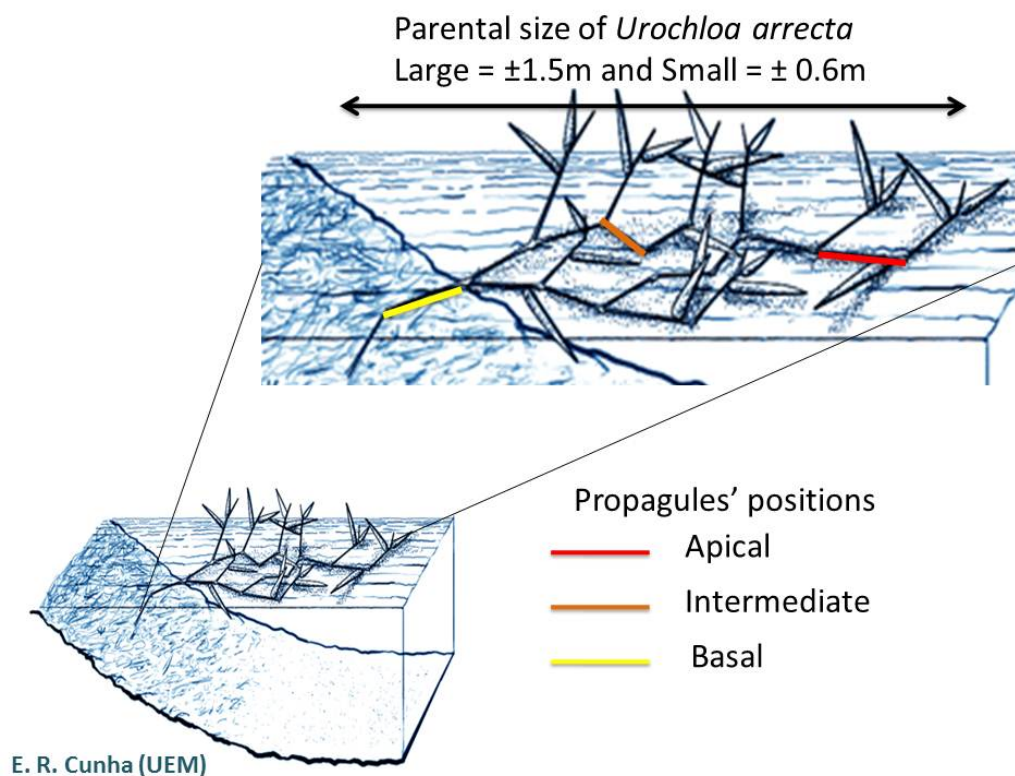 Parental size of Urochloa arrecta
Large = ±1.5m and Small = ± 0.6m
Propagules’ positions
Apical
Intermediate
Basal
E. R. Cunha (UEM)